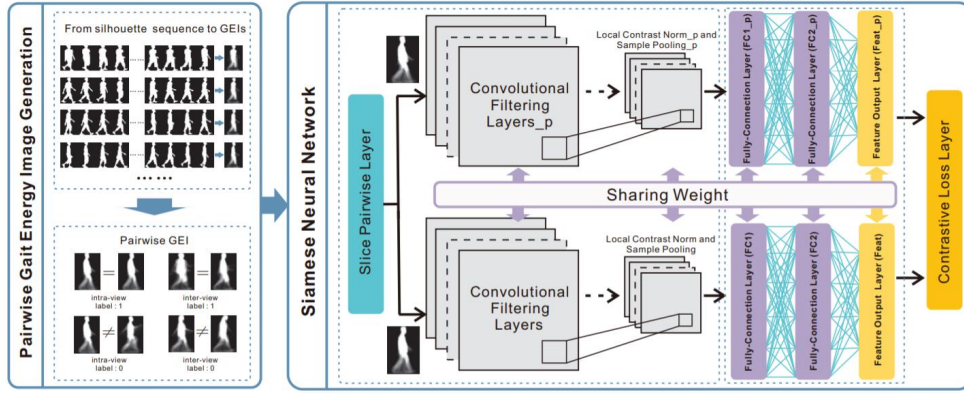 Pairwise Gait Energy Image Generation
From silhouette sequence to GEIs
......
Pairwise GEI
=
=
intra-view
label : 1
inter-view
label : 1
≠
≠
intra-view
label : 0
inter-view
label : 0
Siamese Neural Network
Slice Pairwise Layer
Convolutional
Filtering
Layers_p
Local Contrast Norm_p and
Sample Pooling_p
Fully-Connection Layer (FC1_p)
Fully-Connection Layer (FC2_p)
Feature Output Layer (Feat_p)
Sharing Weight
Convolutional
Filtering
Layers
Local Contrast Norm and
Sample Pooling
Fully-Connection Layer (FC1)
Fully-Connection Layer (FC2)
Feature Output Layer (Feat)
Contrastive Loss Layer